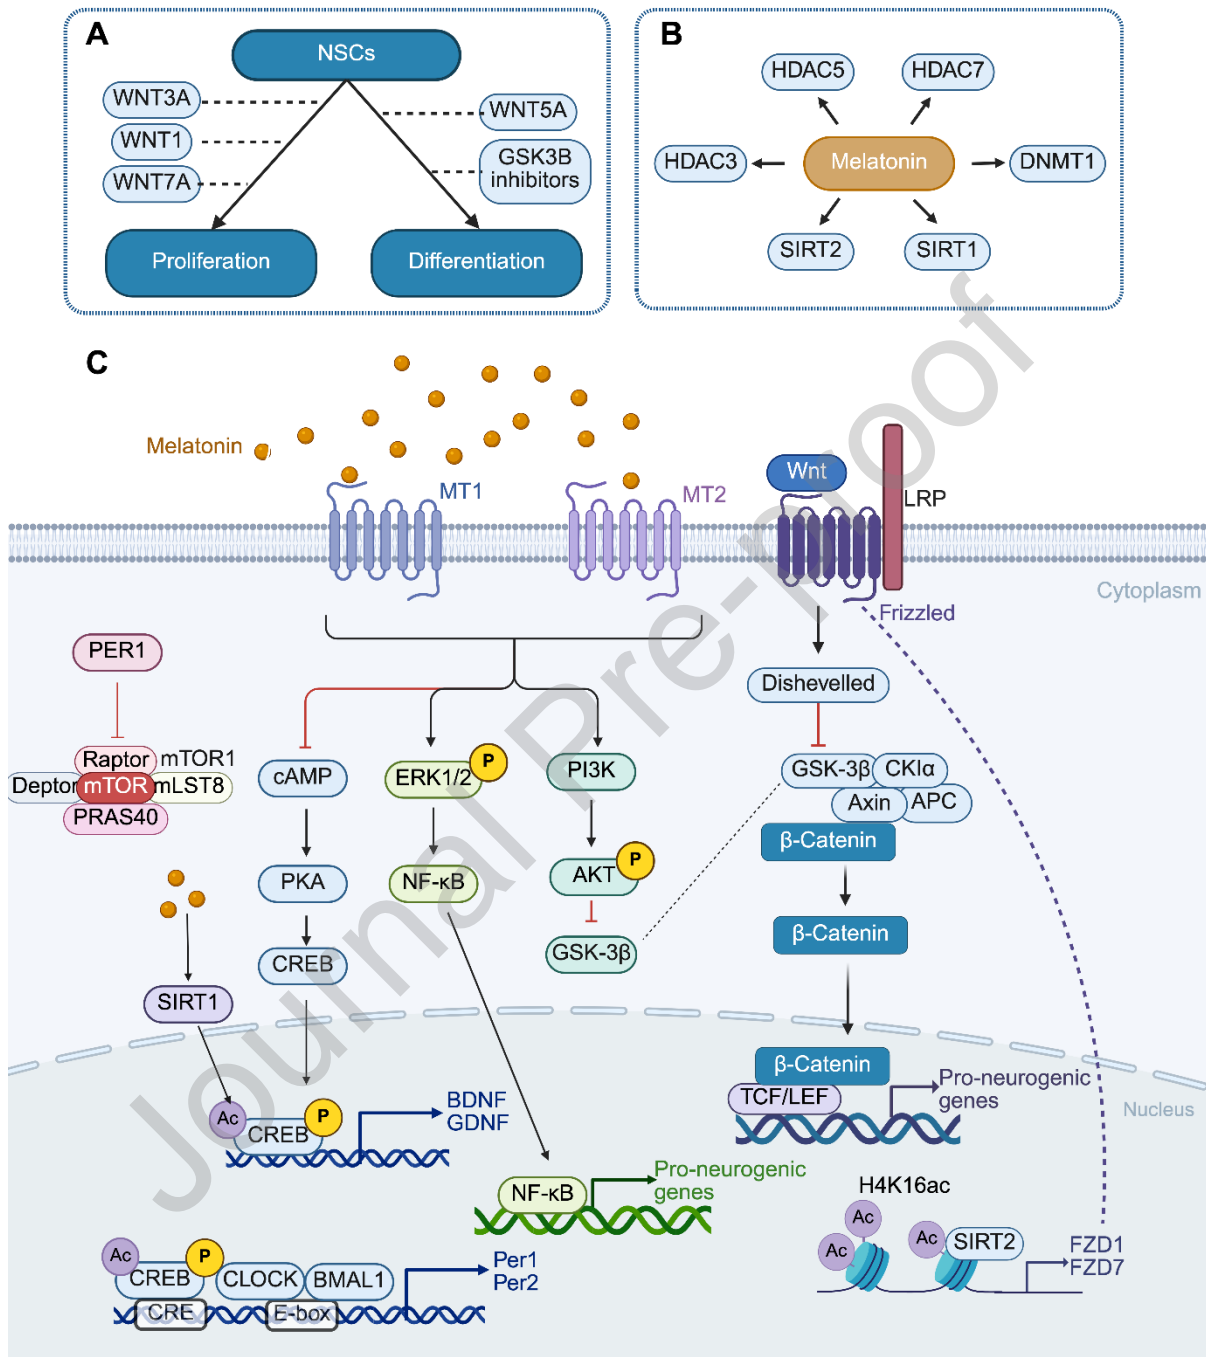 A
NSCs
WNT3A
WNT1
WNT7A
WNT5A
GSK3B
inhibitors
Proliferation
Differentiation
B
HDAC5
HDAC7
HDAC3
Melatonin
DNMT1
SIRT2
SIRT1
C
Melatonin
MT1
MT2
Wnt
LRP
Cytoplasm
Frizzled
PER1
Raptor
mTOR1
Deptor
mTOR
mLST8
PRAS40
cAMP
PKA
CREB
ERK1/2
P
NF-κB
PI3K
AKT
P
GSK-3β
Dishevelled
GSK-3β
CKIα
Axin
APC
β-Catenin
β-Catenin
β-Catenin
TCF/LEF
Pro-neurogenic
genes
Nucleus
SIRT1
Ac
CREB
P
BDNF
GDNF
NF-κB
Pro-neurogenic
genes
H4K16ac
Ac
Ac
Ac
SIRT2
FZD1
FZD7
Ac
CREB
P
CLOCK
BMAL1
CRE
E-box
Per1
Per2
Journal Pre-proof